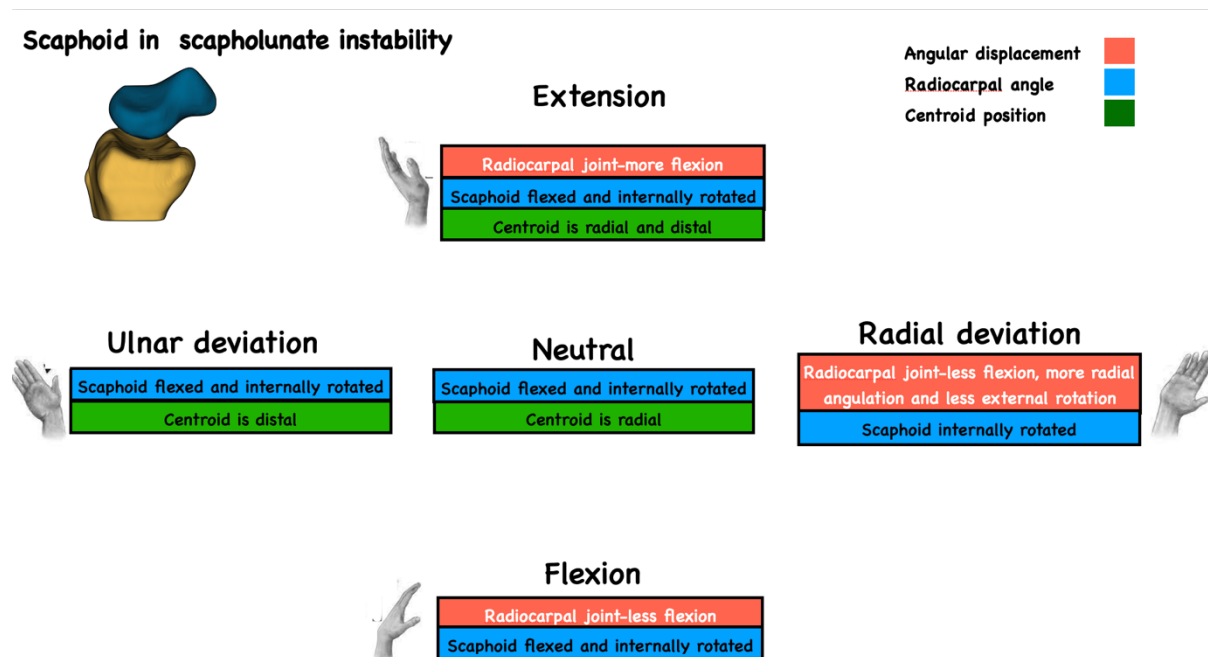 Scaphoid in scapholunate instability
Angular displacement
Radiocarpal angle
Centroid position
Extension
Radiocarpal joint-more flexion
Scaphoid flexed and internally rotated
Centroid is radial and distal
Ulnar deviation
Scaphoid flexed and internally rotated
Centroid is distal
Neutral
Scaphoid flexed and internally rotated
Centroid is radial
Radial deviation
Radiocarpal joint-less flexion, more radial
angulation and less external rotation
Scaphoid internally rotated
Flexion
Radiocarpal joint-less flexion
Scaphoid flexed and internally rotated